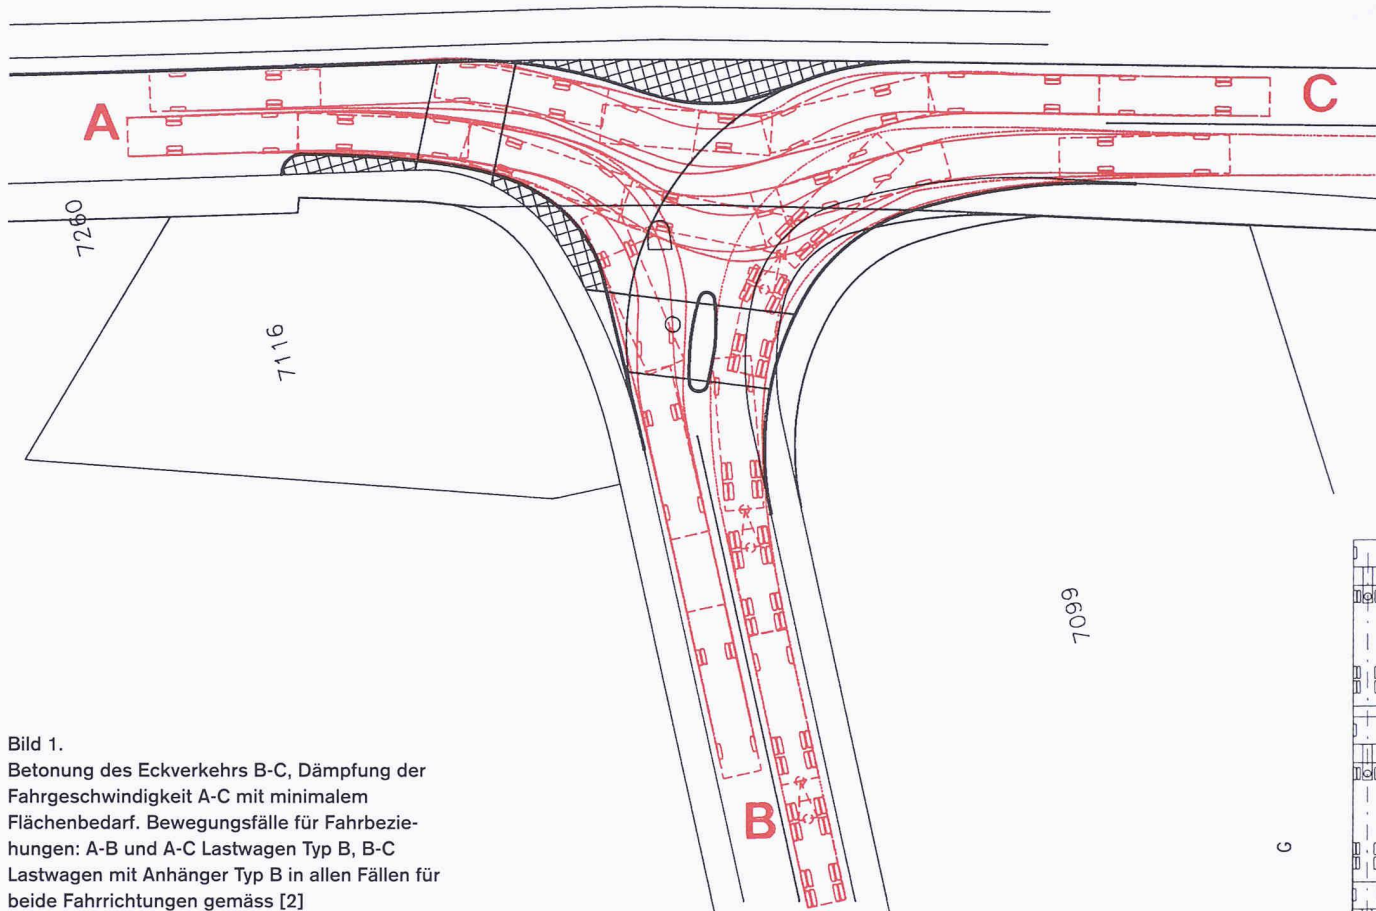 A
C
7260
7116
7099
Bild 1.
Betonung des Eckverkehrs B-C, Dämpfung der
Fahrgeschwindigkeit A-C mit minimalem
Flächenbedarf. Bewegungsfälle für Fahrbezie-
hungen: A-B und A-C Lastwagen Typ B, B-C
Lastwagen mit Anhänger Typ B in allen Fällen für
beide Fahrrichtungen gemäss [2]
B
G